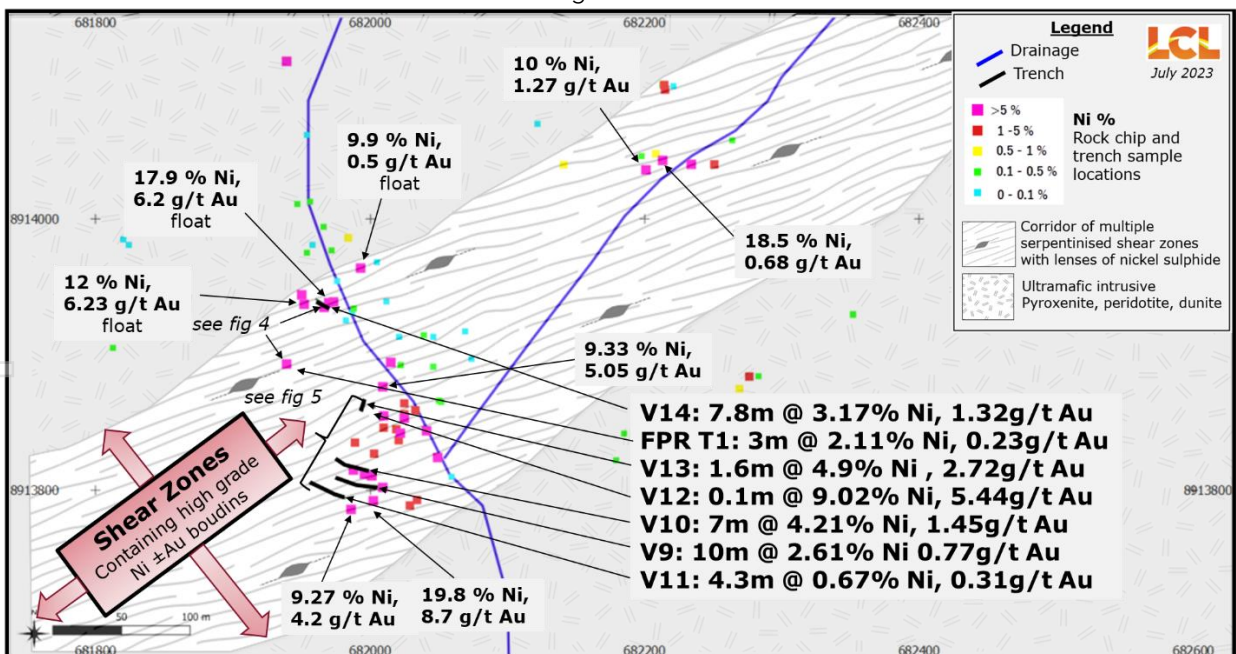 681800
682000
682200
682400
Legend
Drainage
Trench
LCL
July 2023
>5 %
1 - 5 %
0.5 - 1 %
0.1 - 0.5 %
0 - 0.1 %
Ni %
Rock chip and
trench sample
locations
Corridor of multiple
serpentinised shear zones
with lenses of nickel sulphide
Ultramafic intrusive
Pyroxenite, peridotite, dunite
10 % Ni,
1.27 g/t Au
9.9 % Ni,
0.5 g/t Au
float
17.9 % Ni,
6.2 g/t Au
float
8914000
18.5 % Ni,
0.68 g/t Au
12 % Ni,
6.23 g/t Au
float
see fig 4
9.33 % Ni,
5.05 g/t Au
see fig 5
V14: 7.8m @ 3.17% Ni, 1.32g/t Au
FPR T1: 3m @ 2.11% Ni, 0.23g/t Au
V13: 1.6m @ 4.9% Ni , 2.72g/t Au
V12: 0.1m @ 9.02% Ni, 5.44g/t Au
V10: 7m @ 4.21% Ni, 1.45g/t Au
V9: 10m @ 2.61% Ni 0.77g/t Au
V11: 4.3m @ 0.67% Ni, 0.31g/t Au
8913800
8913800
Shear Zones
Containing high grade
Ni ±Au boudins
9.27 % Ni,
4.2 g/t Au
19.8 % Ni,
8.7 g/t Au
50
100 m
681800
682000
682200
682400
682600